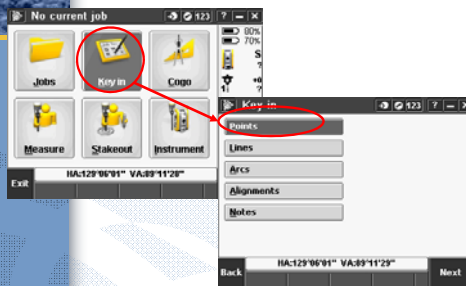 No current job
123
?
80%
70%
Jobs
Key in
Cogo
S
?
+0
1
?
Measure
Stakeout
Instrument
Exit
HA:129°06'01" VA:89°11'28"
Key in
123
?
Points
Lines
Arcs
Alignments
Notes
HA:129°06'01" VA:89°11'29"
Back
Next